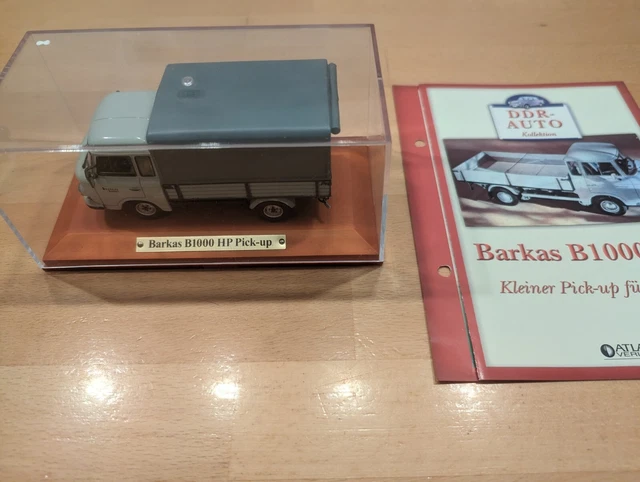 Barkas B1000 HP Pick-up
DDR-
AUTO
Kollektion
Barkas B1000
Kleiner Pick-up fü
ATLA
VERL